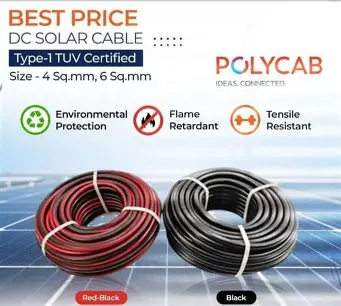 BEST PRICE
DC SOLAR CABLE
Type-1 TUV Certified
Size - 4 Sq.mm, 6 Sq.mm
POLYCAB
IDEAS. CONNECTED.
Environmental
Protection
Flame
Retardant
Tensile
Resistant
Red-Black
Black